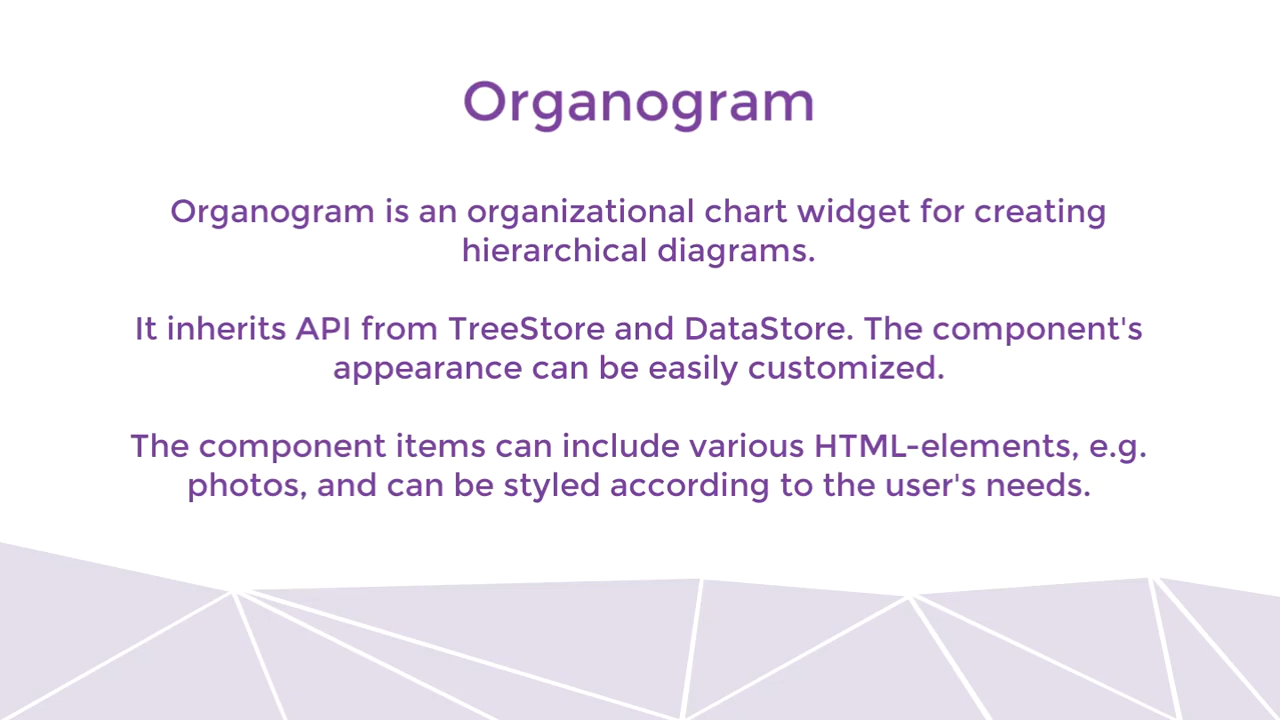 Organogram
Organogram is an organizational chart widget for creating
hierarchical diagrams.
It inherits API from TreeStore and DataStore. The component's
appearance can be easily customized.
The component items can include various HTML-elements, e.g.
photos, and can be styled according to the user's needs.